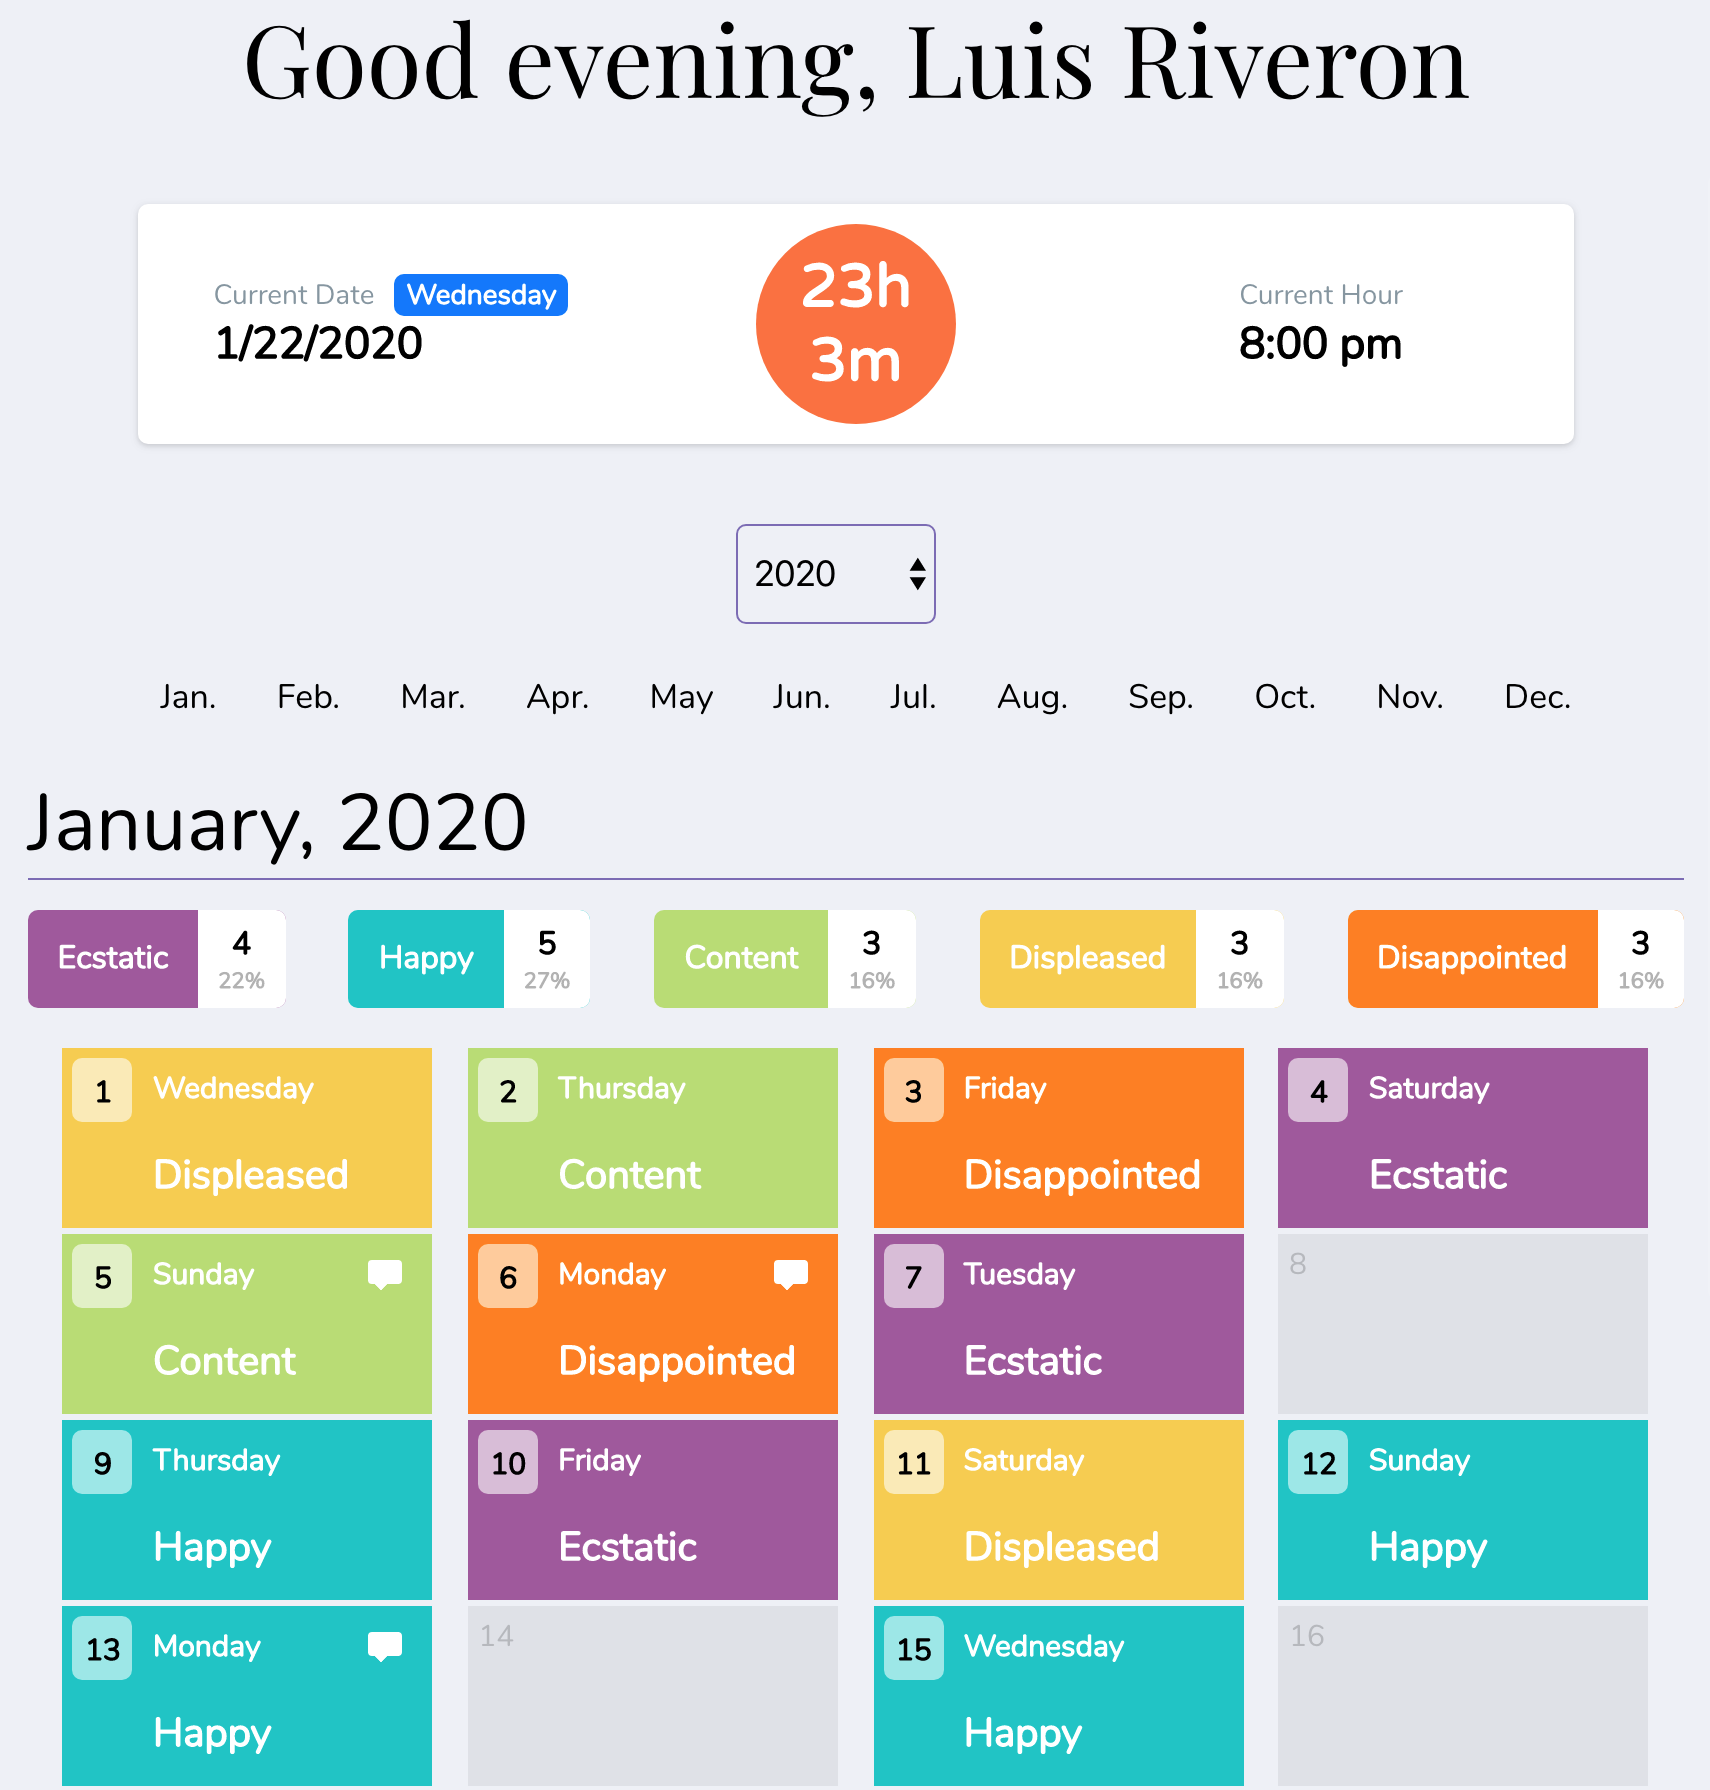 Good evening, Luis Riveron
Current Date Wednesday
1/22/2020
23h
3m
Current Hour
8:00 pm
2020
Jan. Feb. Mar. Apr. May Jun. Jul. Aug. Sep. Oct. Nov. Dec.
January, 2020
Ecstatic 4 22%
Happy 5 27%
Content 3 16%
Displeased 3 16%
Disappointed 3 16%
1 Wednesday
Displeased
2 Thursday
Content
3 Friday
Disappointed
4 Saturday
Ecstatic
5 Sunday
Content
6 Monday
Disappointed
7 Tuesday
Ecstatic
8
9 Thursday
Happy
10 Friday
Ecstatic
11 Saturday
Displeased
12 Sunday
Happy
13 Monday
Happy
14
15 Wednesday
Happy
16